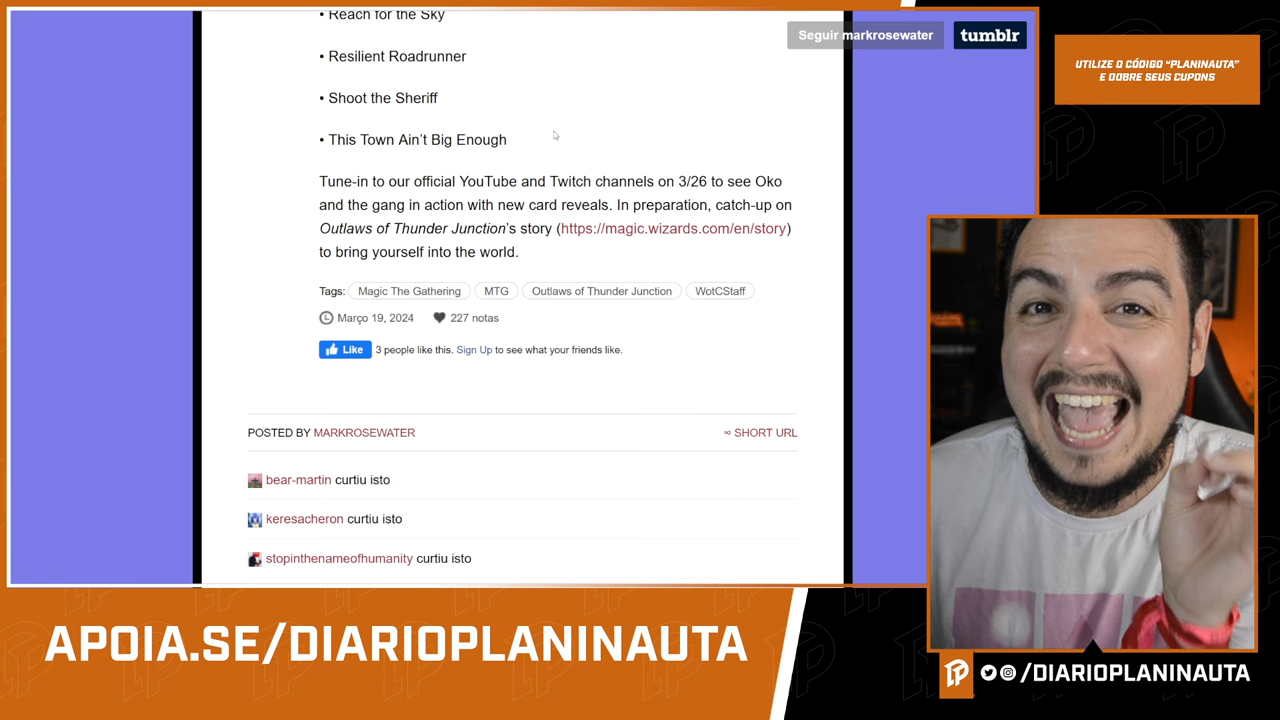 • Reach for the Sky
• Resilient Roadrunner
• Shoot the Sheriff
• This Town Ain't Big Enough
Tune-in to our official YouTube and Twitch channels on 3/26 to see Oko
and the gang in action with new card reveals. In preparation, catch-up on
Outlaws of Thunder Junction's story (https://magic.wizards.com/en/story)
to bring yourself into the world.
Tags: Magic The Gathering MTG Outlaws of Thunder Junction WotCStaff
Março 19, 2024 227 notas
Like 3 people like this. Sign Up to see what your friends like.
POSTED BY MARKROSEWATER
∞ SHORT URL
bear-martin curtiu isto
keresacheron curtiu isto
stopinthenameofhumanity curtiu isto
Seguir markrosewater
tumblr
UTILIZE O CÓDIGO “PLANINAUTA”
E DOBRE SEUS CUPONS
APOIA.SE/DIARIOPLANINAUTA
/DIARIOPLANINAUTA